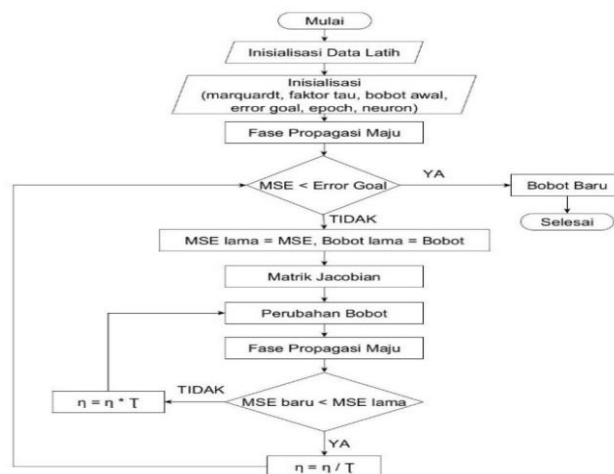 Mulai
Inisialisasi Data Latih
Inisialisasi
(marquardt, faktor tau, bobot awal,
error goal, epoch, neuron)
Fase Propagasi Maju
MSE < Error Goal
YA
Bobot Baru
Selesai
TIDAK
MSE lama = MSE, Bobot lama = Bobot
Matrik Jacobian
Perubahan Bobot
Fase Propagasi Maju
MSE baru < MSE lama
TIDAK
η = η * Ʈ
YA
η = η / Ʈ